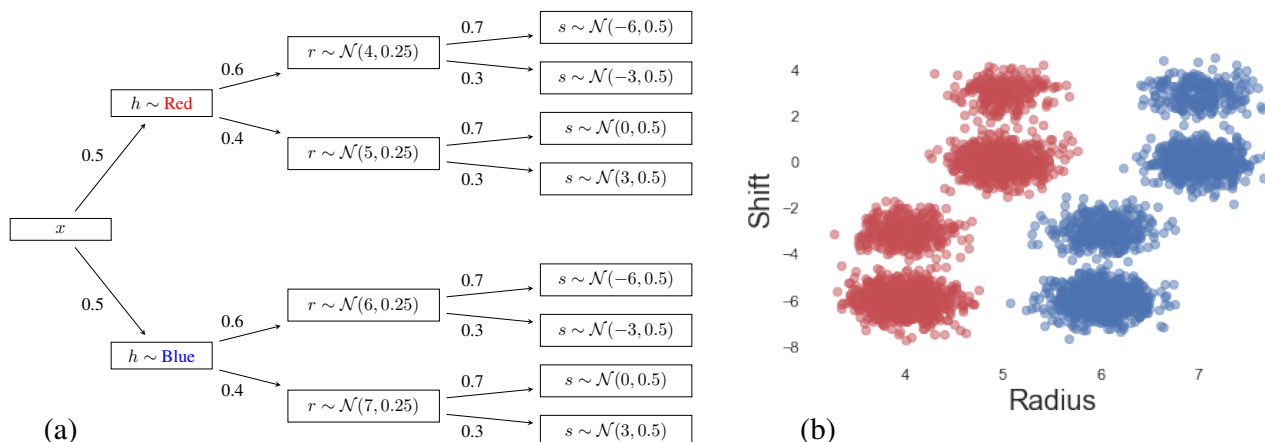 0.7
s ∼ N(−6, 0.5)
0.6
r ∼ N(4, 0.25)
0.3
s ∼ N(−3, 0.5)
h ∼ Red
0.5
0.4
r ∼ N(5, 0.25)
0.7
s ∼ N(0, 0.5)
0.3
s ∼ N(3, 0.5)
x
0.5
h ∼ Blue
0.6
r ∼ N(6, 0.25)
0.7
s ∼ N(−6, 0.5)
0.3
s ∼ N(−3, 0.5)
0.4
r ∼ N(7, 0.25)
0.7
s ∼ N(0, 0.5)
0.3
s ∼ N(3, 0.5)
(a)
4
2
0
−2
−4
−6
−8
Shift
4 5 6 7
Radius
(b)